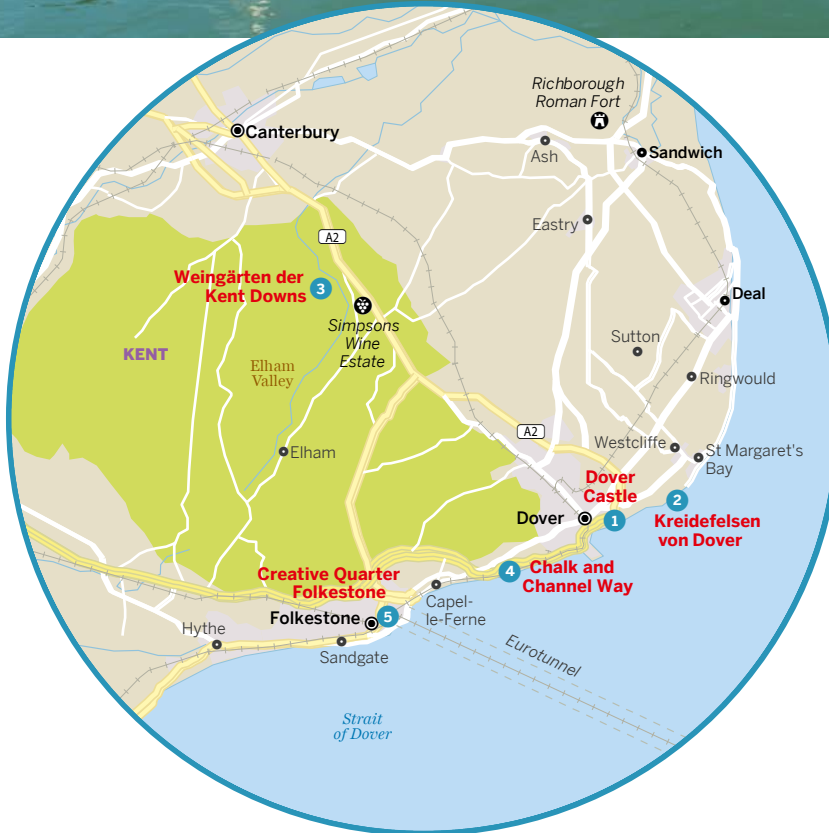 Richborough
Roman Fort
Canterbury
Ash
Sandwich
Eastry
A2
Weingärten der
Kent Downs
3
Simpsons
Wine
Estate
Deal
KENT
Elham
Valley
Sutton
Ringwould
A2
Elham
Westcliffe
St Margaret's
Bay
Dover
Castle
Dover
1
2
Kreidefelsen
von Dover
4
Chalk and
Channel Way
Creative Quarter
Folkestone
Capel-
le-Ferne
Folkestone
5
Hythe
Sandgate
Eurotunnel
Strait
of Dover